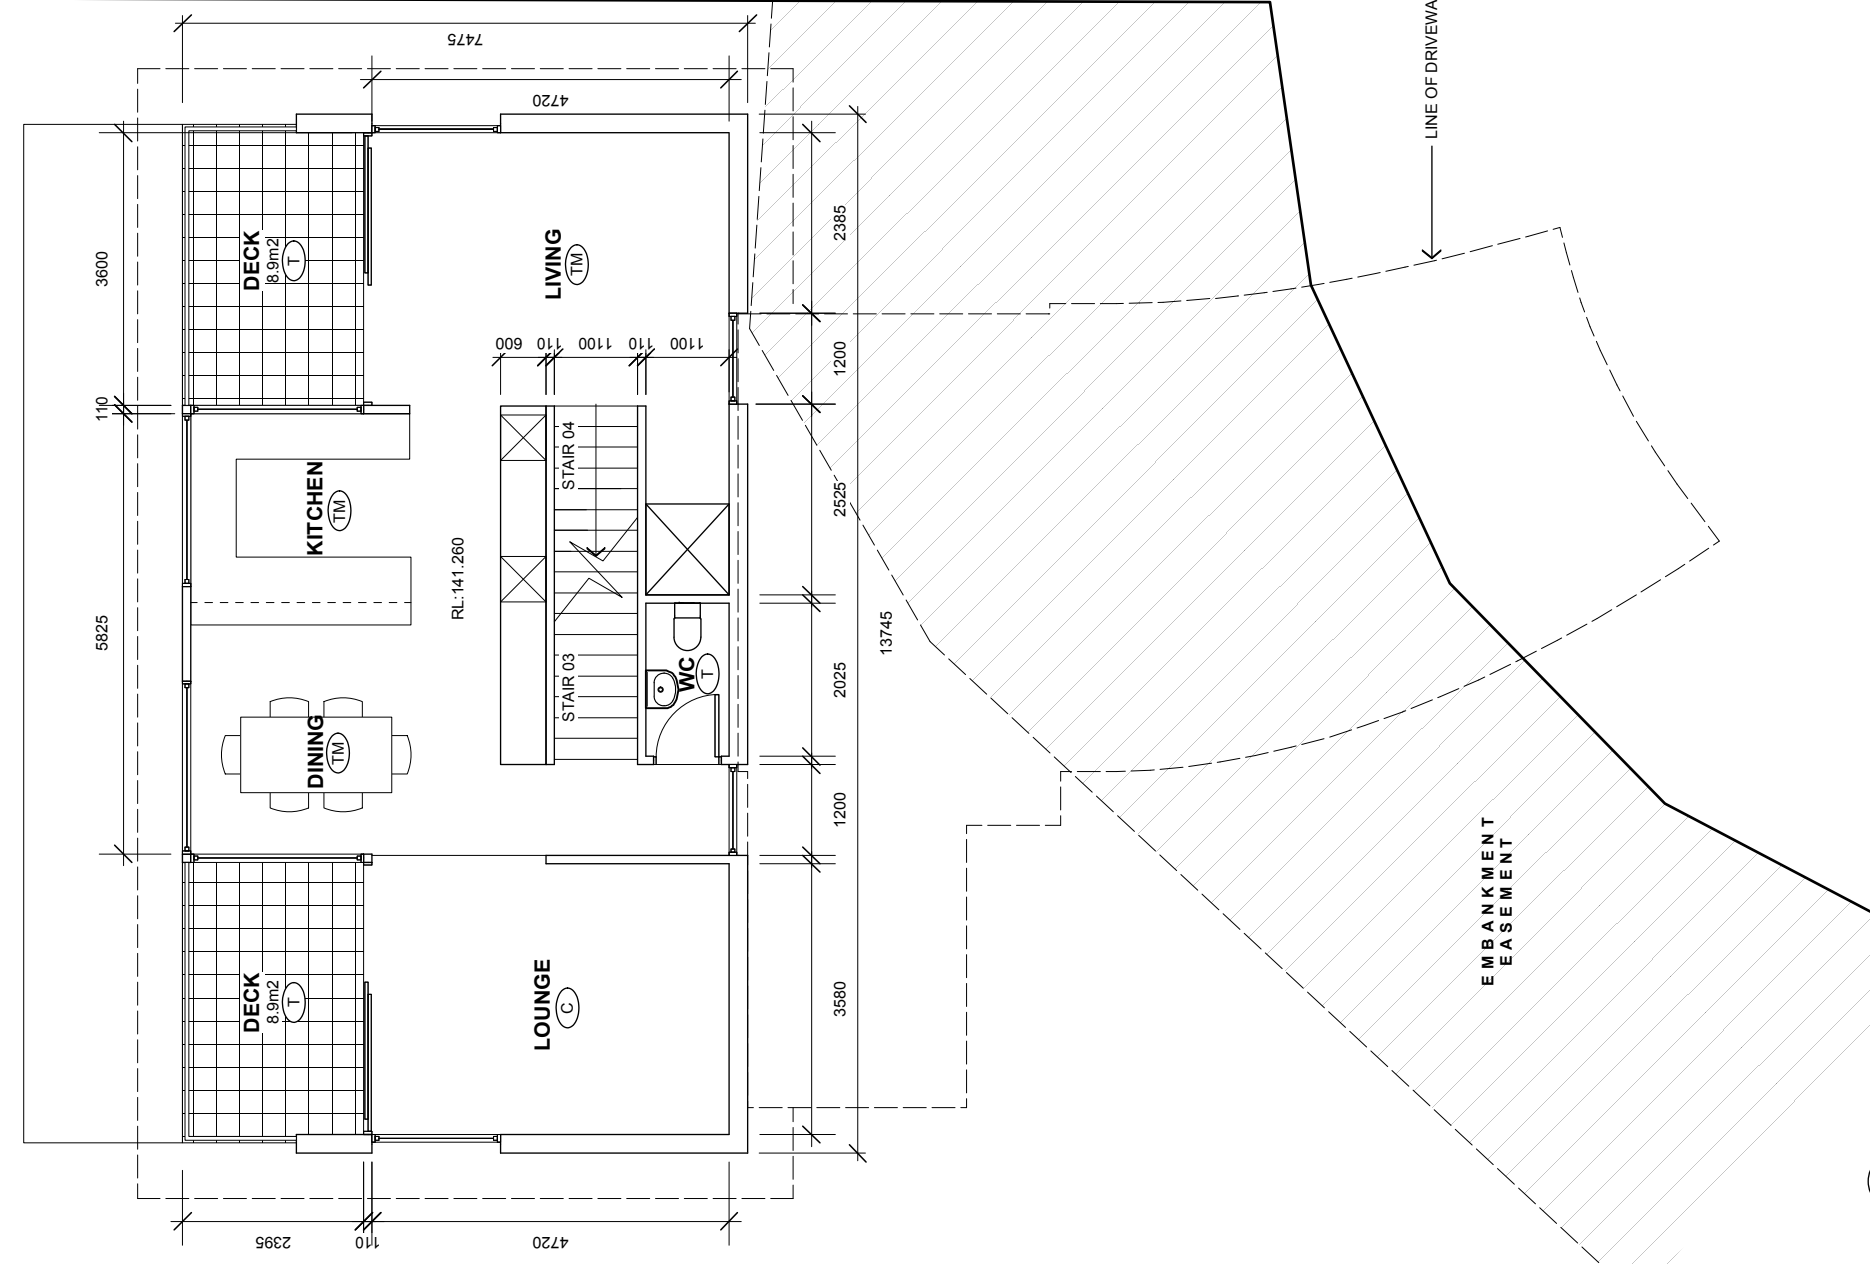 7475
4720
3600
110
5825
DECK
8.9m2
T
LIVING
TM
600
110
1100
110
1100
KITCHEN
TM
RL:141.260
STAIR 04
STAIR 03
WC
T
DINING
TM
DECK
8.9m2
T
LOUNGE
C
2385
1200
2525
2025
1200
3580
13745
2395
110
4720
LINE OF DRIVEWA
EMBANKMENT
EASEMENT